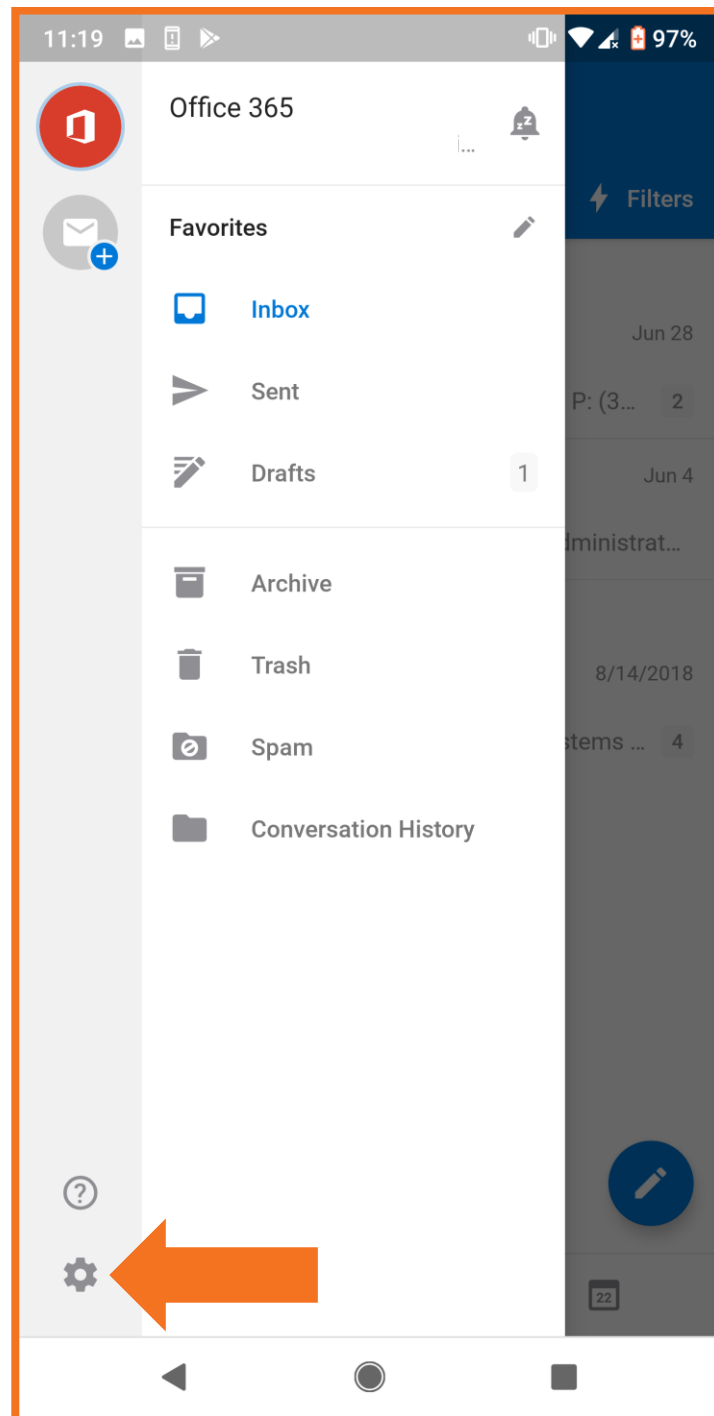 11:19 97%
Office 365
...
Filters
Favorites
Inbox
Jun 28
Sent
P: (3... 2
Drafts 1
Jun 4
dministrat...
Archive
Trash
8/14/2018
Spam
stems ... 4
Conversation History
22